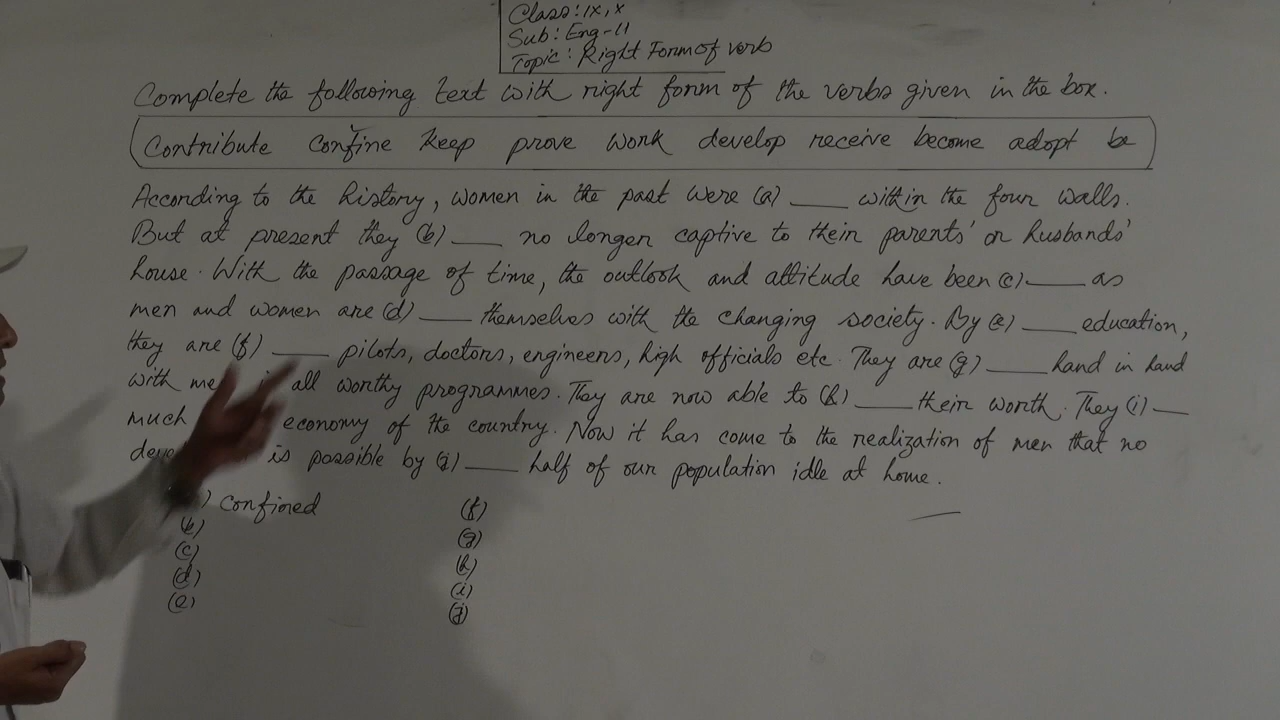 Class: IX, X
Sub: Eng-II
Topic: Right Form of verb
Complete the following text with right form of the verbs given in the box.
Contribute confine keep prove work develop receive become adopt be
According to the history, women in the past were (a) ____ within the four walls.
But at present they (b) ____ no longer captive to their parents' or husbands'
house. With the passage of time, the outlook and attitude have been (c) ____ as
men and women are (d) ____ themselves with the changing society. By (e) ____ education,
they are (f) ____ pilots, doctors, engineers, high officials etc. They are (g) ____ hand in hand
with all worthy programmes. They are now able to (h) ____ their worth. They (i) ____
much economy of the country. Now it has come to the realization of men that no
is possible by (j) ____ half of our population idle at home.
) Confined
(b)
(c)
(d)
(e)
(f)
(g)
(h)
(i)
(j)